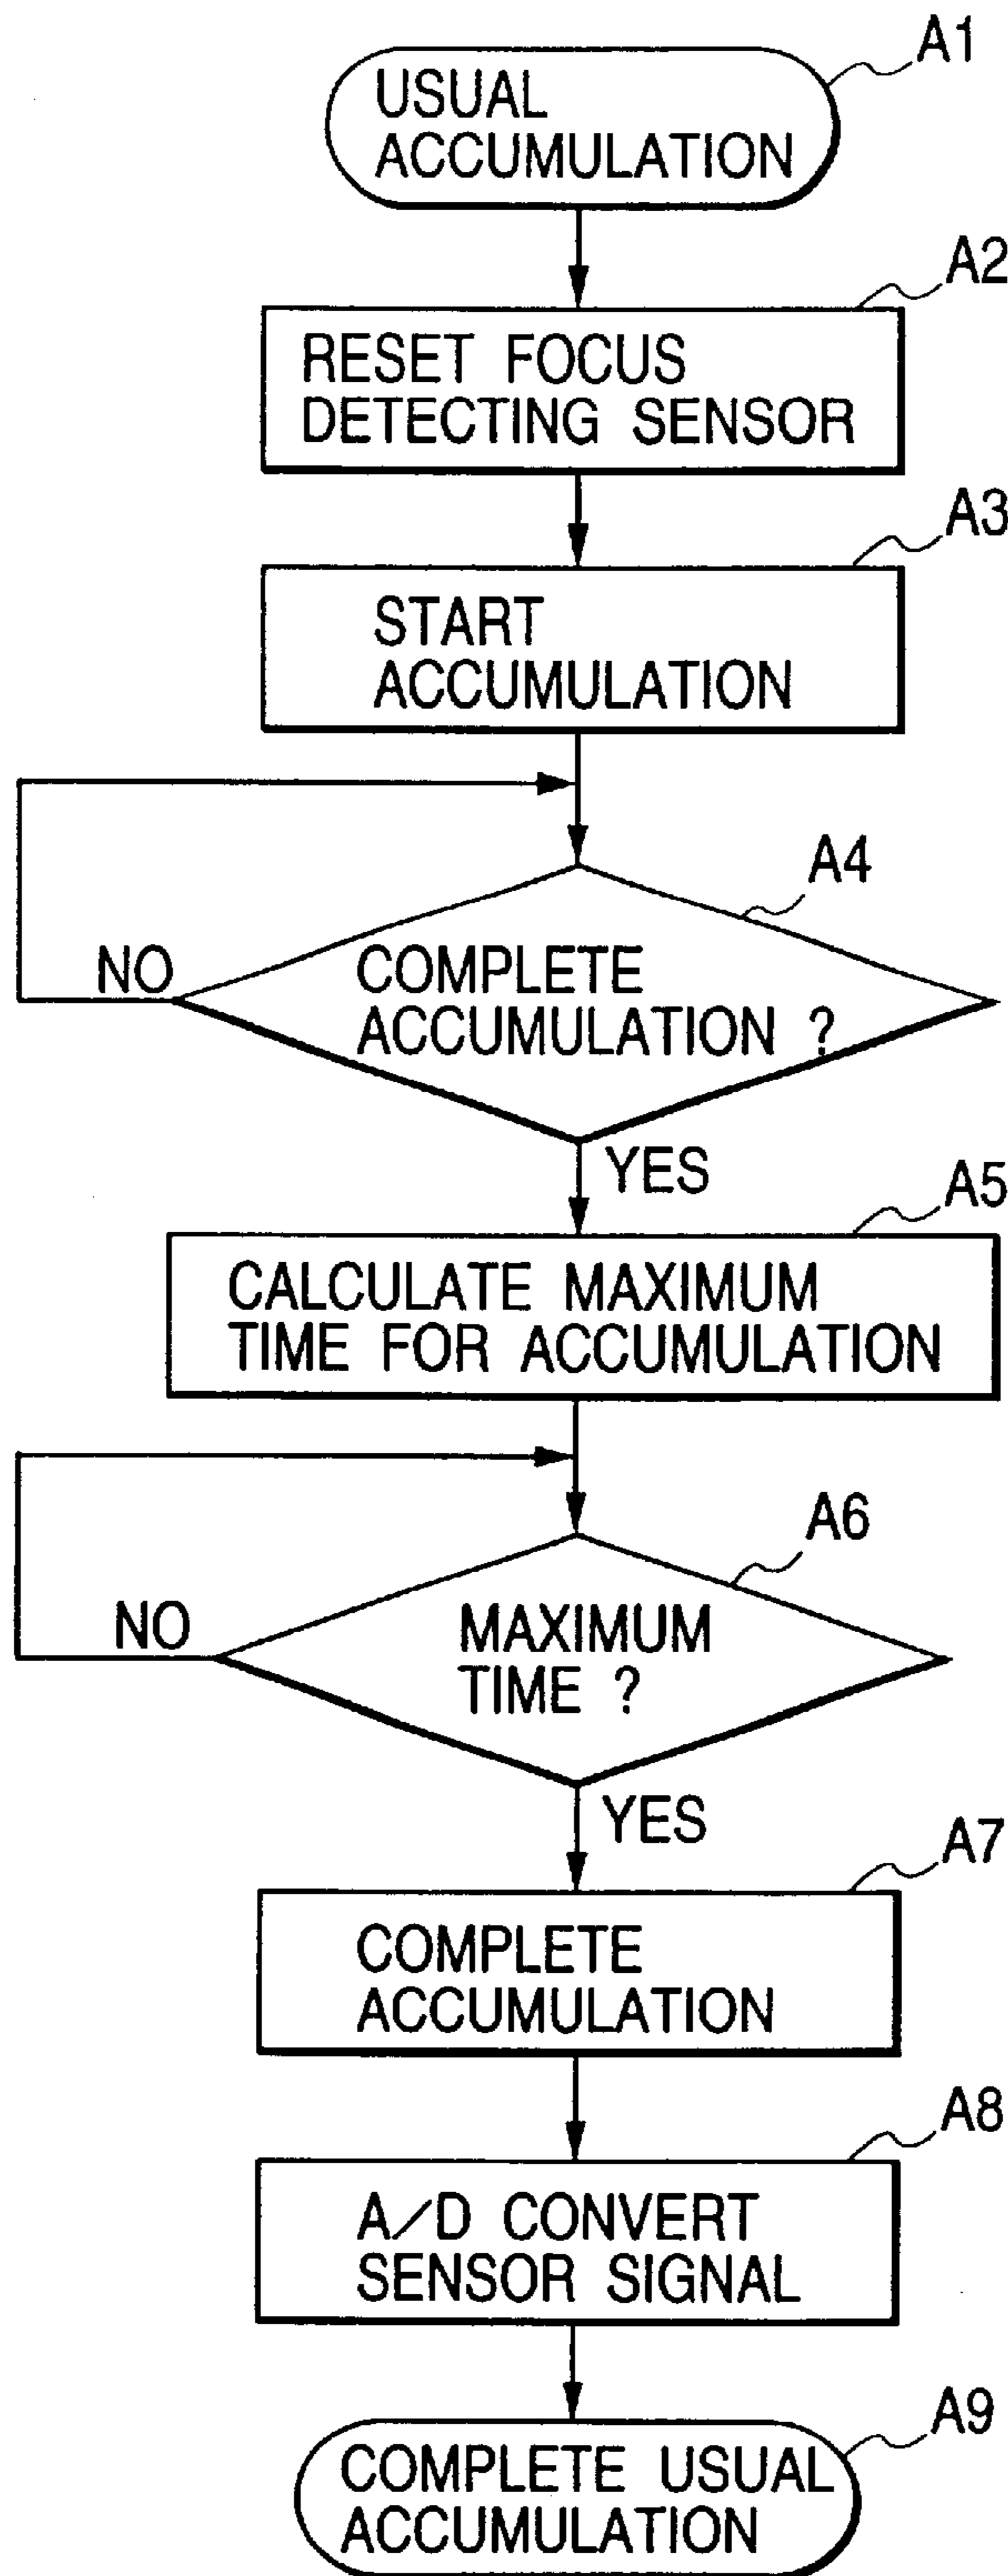 A1
USUAL
ACCUMULATION
A2
RESET FOCUS
DETECTING SENSOR
A3
START
ACCUMULATION
A4
NO
COMPLETE
ACCUMULATION ?
YES
A5
CALCULATE MAXIMUM
TIME FOR ACCUMULATION
A6
NO
MAXIMUM
TIME ?
YES
A7
COMPLETE
ACCUMULATION
A8
A/D CONVERT
SENSOR SIGNAL
A9
COMPLETE USUAL
ACCUMULATION